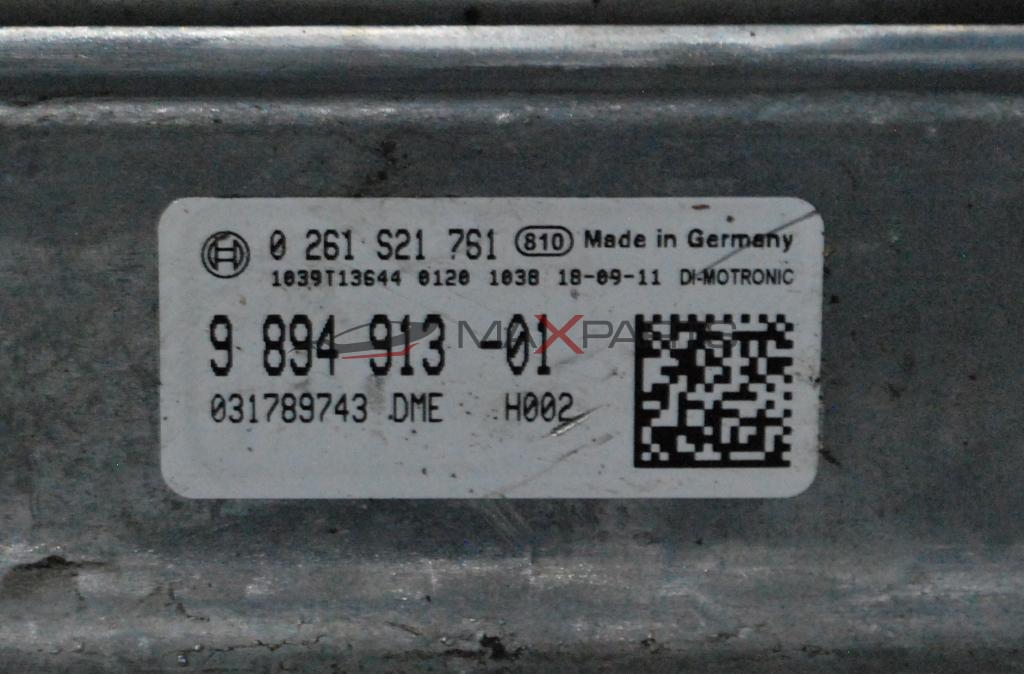 0 261 S21 761 810 Made in Germany
1039T13644 0120 1038 18-09-11 DI-MOTRONIC
9 894 913 -01
MAXPARTS
031789743 DME H002